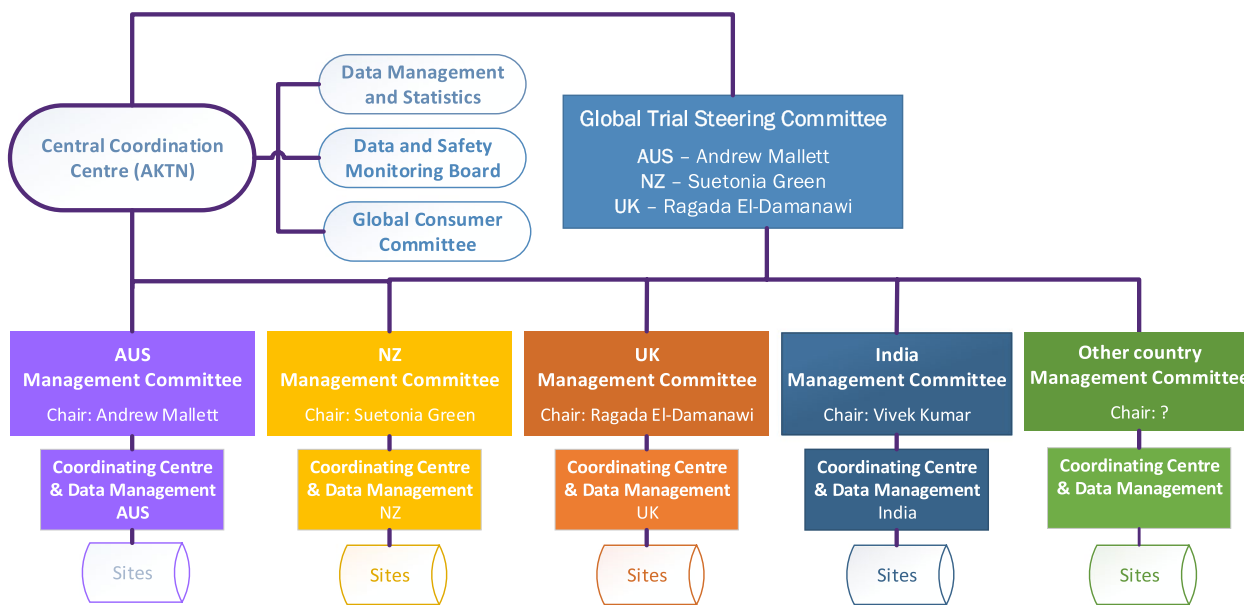 Central Coordination
Centre (AKTN)
Data Management
and Statistics
Data and Safety
Monitoring Board
Global Consumer
Committee
Global Trial Steering Committee
AUS – Andrew Mallett
NZ – Suetonia Green
UK – Ragada El-Damanawi
AUS
Management Committee
Chair: Andrew Mallett
Coordinating Centre
& Data Management
AUS
Sites
NZ
Management Committee
Chair: Suetonia Green
Coordinating Centre
& Data Management
NZ
Sites
UK
Management Committee
Chair: Ragada El-Damanawi
Coordinating Centre
& Data Management
UK
Sites
India
Management Committee
Chair: Vivek Kumar
Coordinating Centre
& Data Management
India
Sites
Other country
Management Committee
Chair: ?
Coordinating Centre
& Data Management
Sites